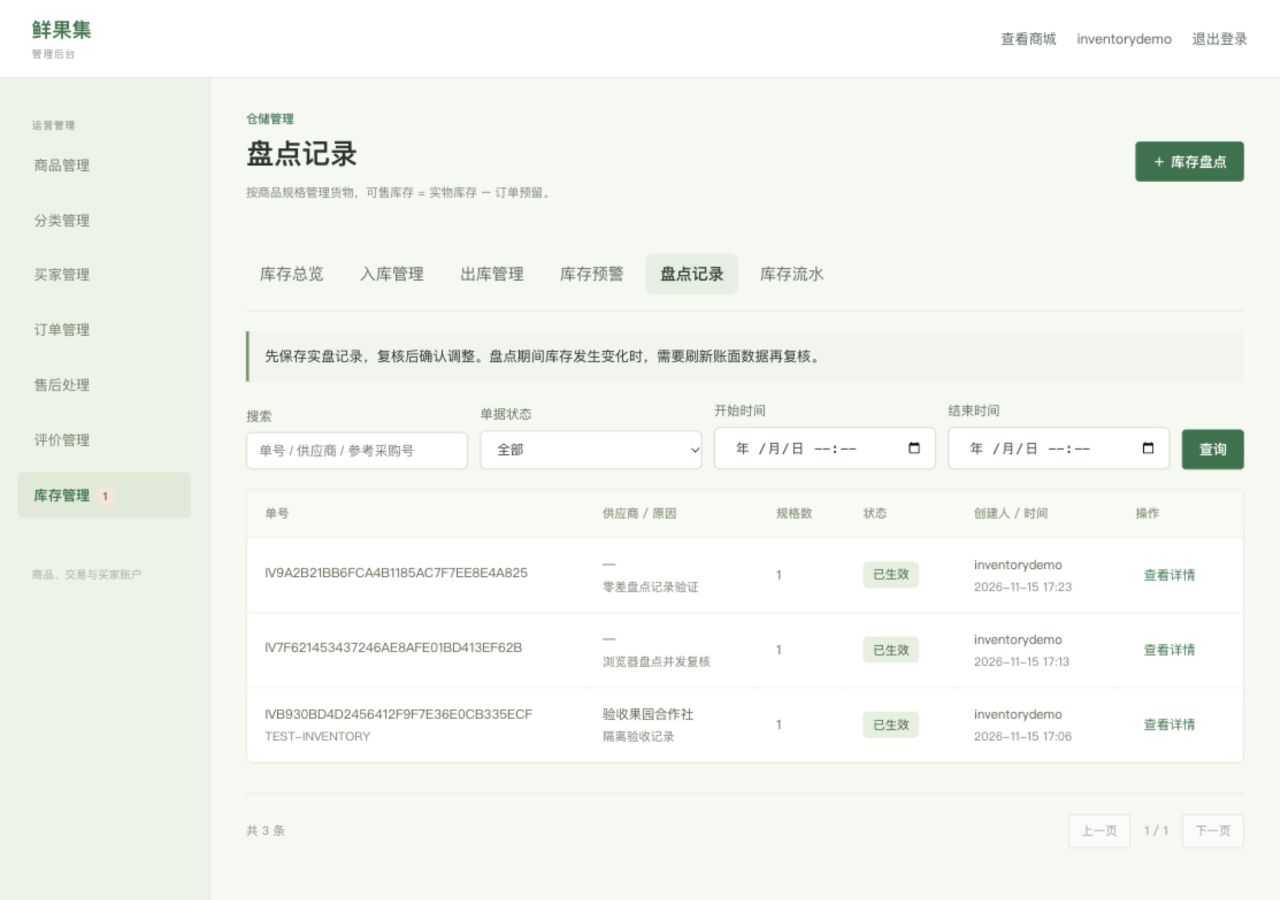 鲜果集
管理后台
查看商城 inventorydemo 退出登录
运营管理
商品管理
分类管理
买家管理
订单管理
售后处理
评价管理
库存管理 1
商品、交易与买家账户
仓储管理
盘点记录
按商品规格管理货物，可售库存 = 实物库存 − 订单预留。
+ 库存盘点
库存总览 入库管理 出库管理 库存预警 盘点记录 库存流水
先保存实盘记录，复核后确认调整。盘点期间库存发生变化时，需要刷新账面数据再复核。
搜索 单据状态 开始时间 结束时间
单号 / 供应商 / 参考采购号 全部 年 /月/日 --:-- 年 /月/日 --:-- 查询
单号 供应商 / 原因 规格数 状态 创建人 / 时间 操作
IV9A2B21BB6FCA4B1185AC7F7EE8E4A825 — 零差盘点记录验证 1 已生效 inventorydemo 2026-11-15 17:23 查看详情
IV7F621453437246AE8AFE01BD413EF62B — 浏览器盘点并发复核 1 已生效 inventorydemo 2026-11-15 17:13 查看详情
IVB930BD4D2456412F9F7E36E0CB335ECF 验收果园合作社 1 已生效 inventorydemo 查看详情
TEST-INVENTORY 隔离验收记录 2026-11-15 17:06
共 3 条 上一页 1 / 1 下一页